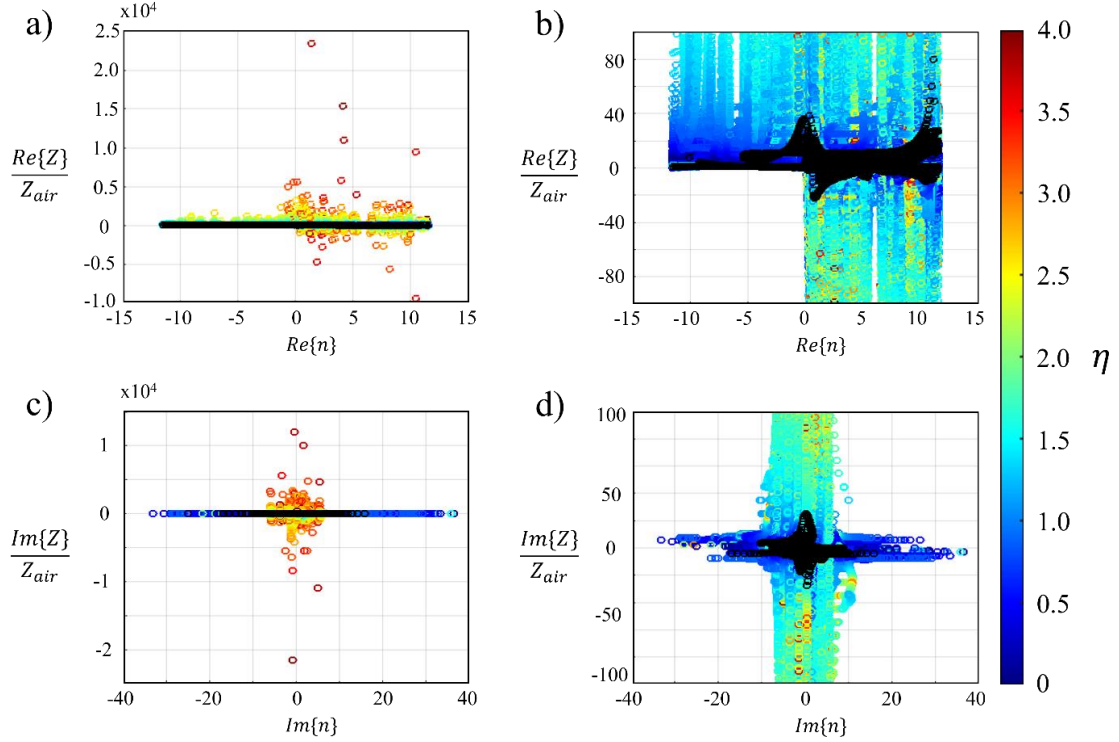 a)
x10⁴
2.5
2.0
1.5
1.0
0.5
0
-0.5
-1.0
Re{Z}
Z_air
-15 -10 -5 0 5 10 15
Re{n}
b)
80
40
20
0
-40
-80
Re{Z}
Z_air
-15 -10 -5 0 5 10 15
Re{n}
c)
x10⁴
1
0
-1
-2
Im{Z}
Z_air
-40 -20 0 20 40
Im{n}
d)
100
50
0
-50
-100
Im{Z}
Z_air
-40 -20 0 20 40
Im{n}
4.0
3.5
3.0
2.5
2.0
1.5
1.0
0.5
0
η